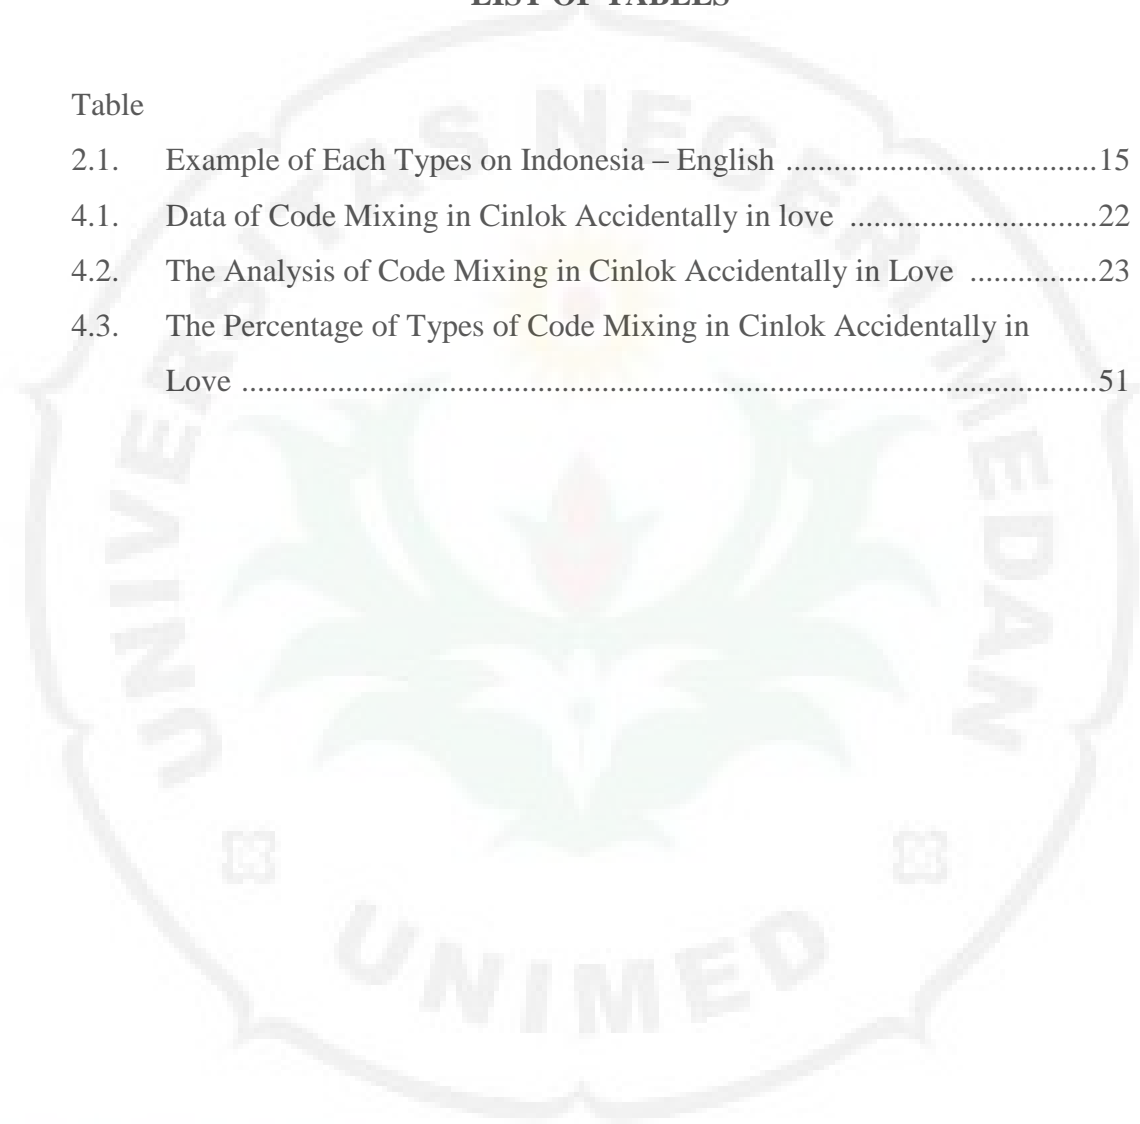 LIST OF TABLES
Table
2.1. Example of Each Types on Indonesia – English .......................................15
4.1. Data of Code Mixing in Cinlok Accidentally in love ...............................22
4.2. The Analysis of Code Mixing in Cinlok Accidentally in Love ................23
4.3. The Percentage of Types of Code Mixing in Cinlok Accidentally in
Love ...........................................................................................................51
UNIVERSITAS NEGERI MEDAN
UNIMED